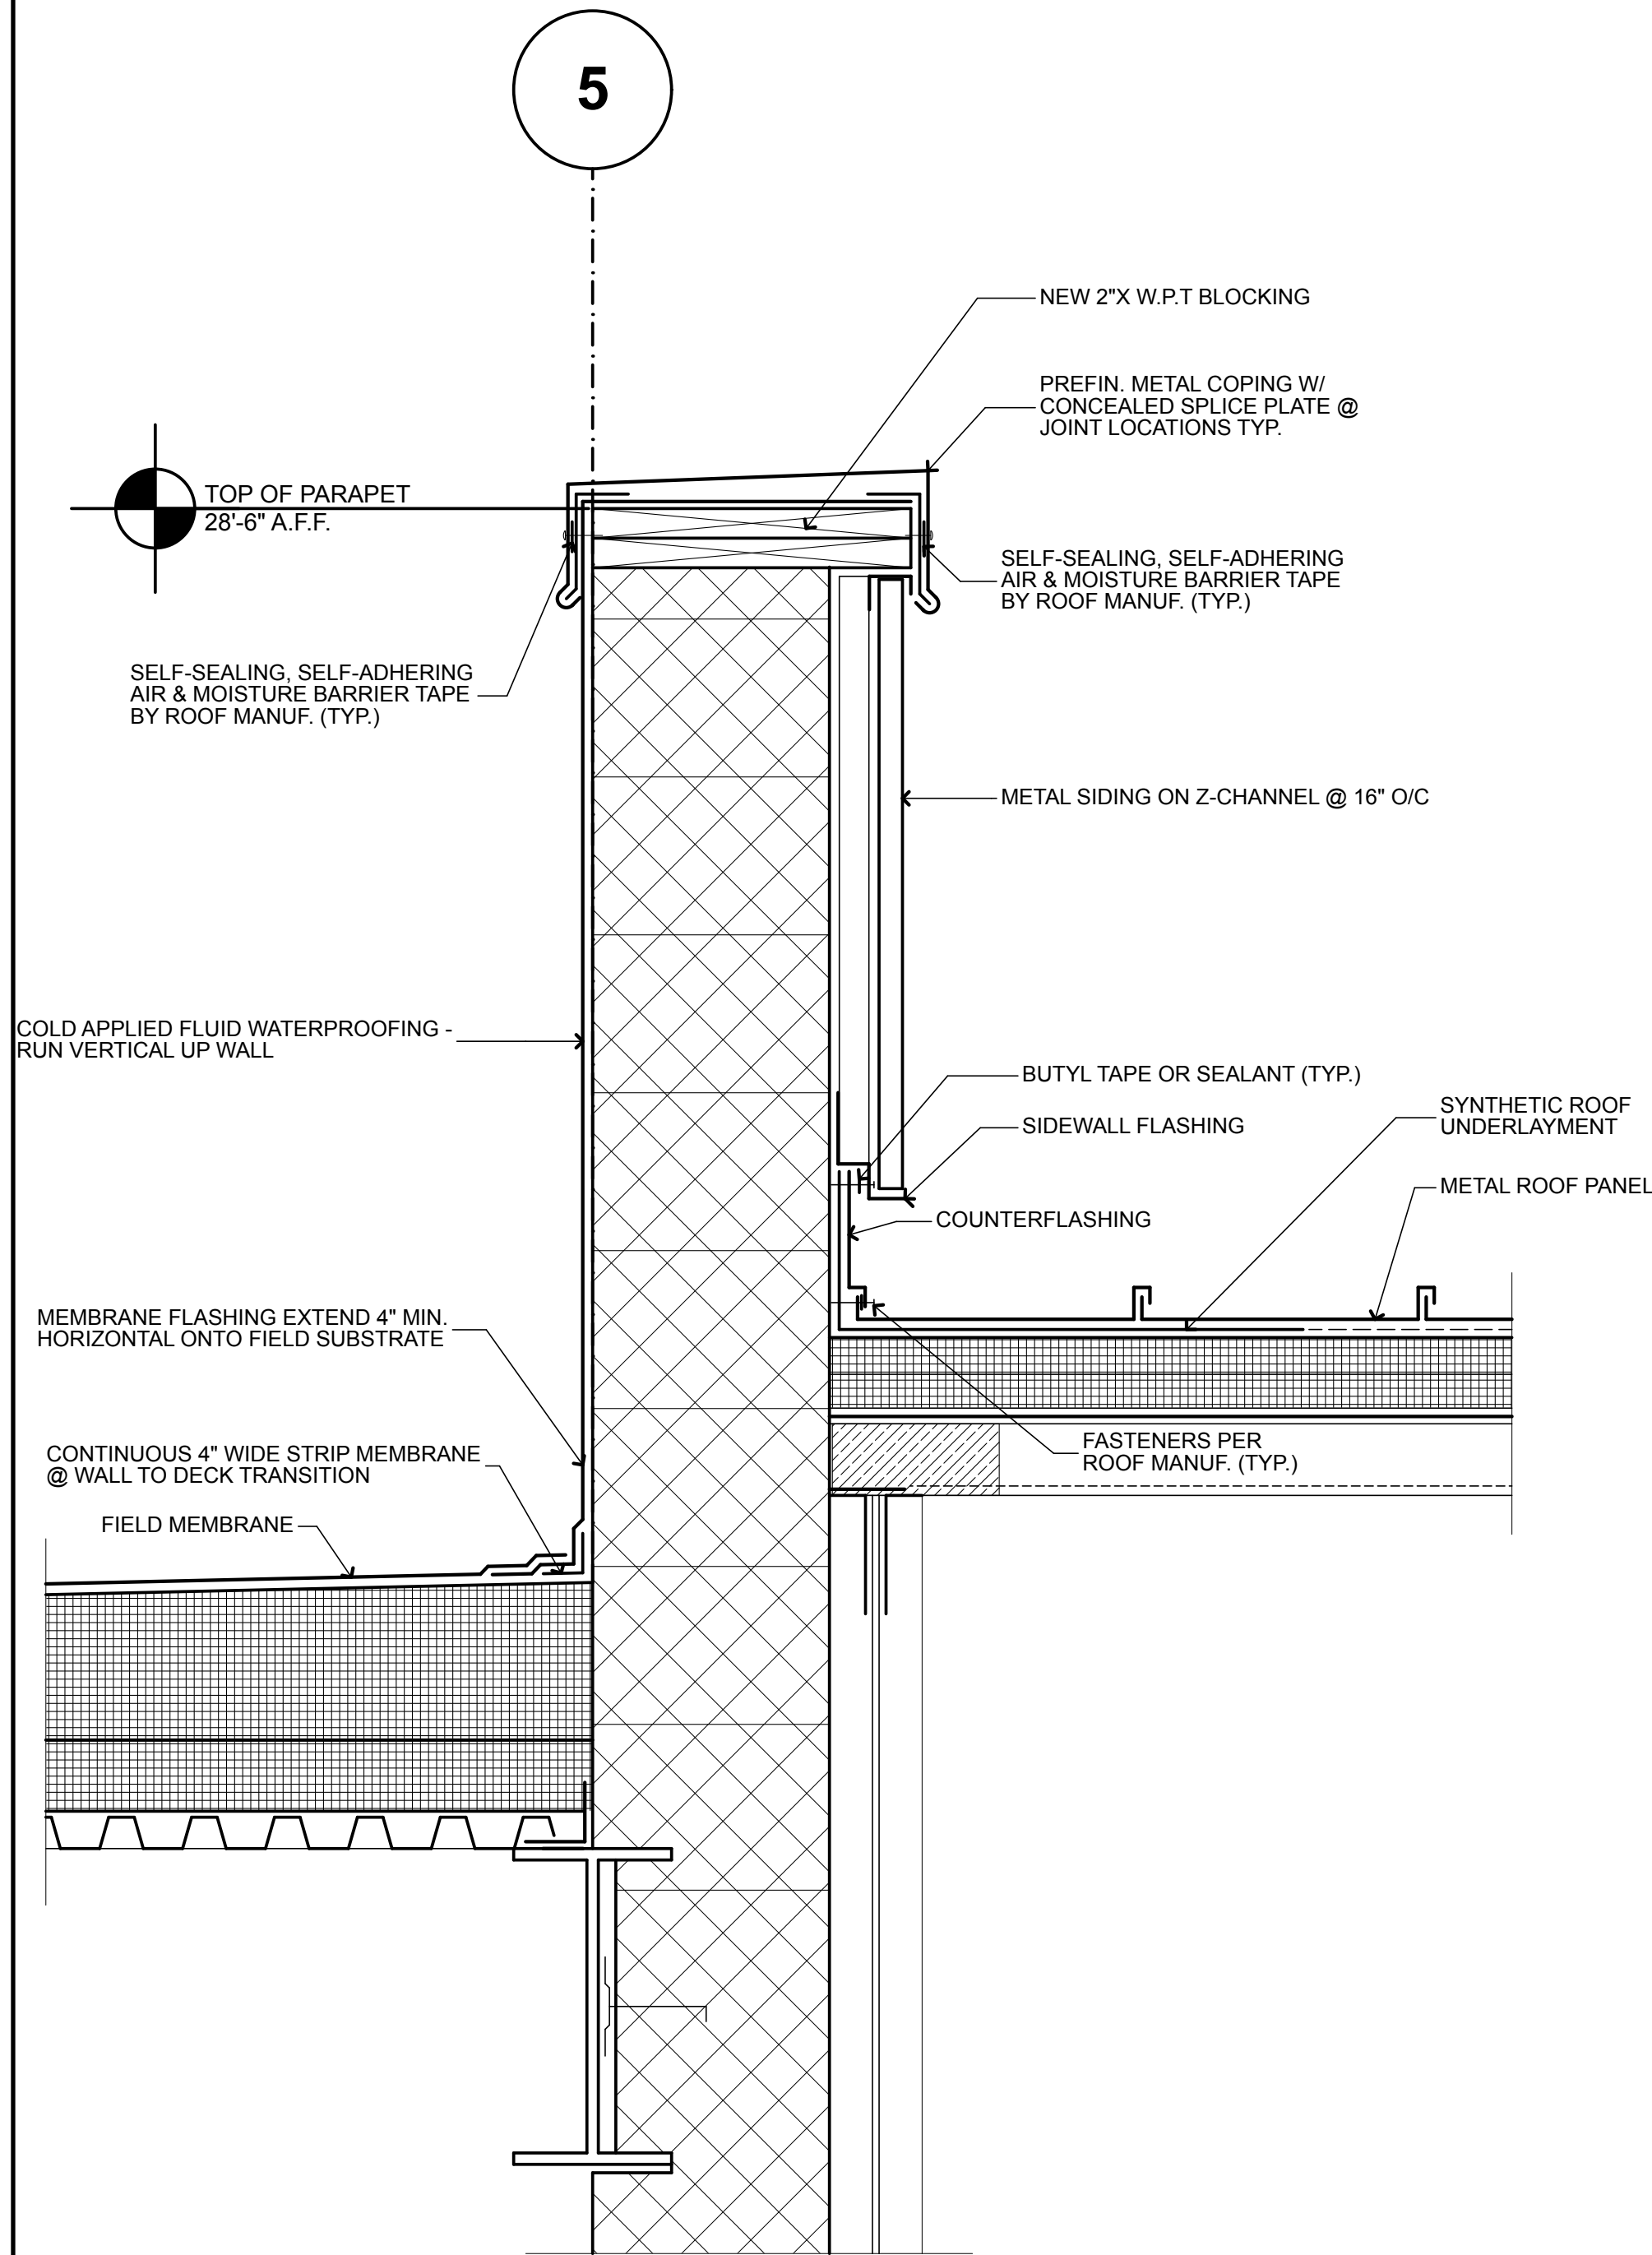 5
NEW 2"X W.P.T BLOCKING
PREFIN. METAL COPING W/
CONCEALED SPLICE PLATE @
JOINT LOCATIONS TYP.
TOP OF PARAPET
28'-6" A.F.F.
SELF-SEALING, SELF-ADHERING
AIR & MOISTURE BARRIER TAPE
BY ROOF MANUF. (TYP.)
SELF-SEALING, SELF-ADHERING
AIR & MOISTURE BARRIER TAPE
BY ROOF MANUF. (TYP.)
METAL SIDING ON Z-CHANNEL @ 16" O/C
COLD APPLIED FLUID WATERPROOFING -
RUN VERTICAL UP WALL
BUTYL TAPE OR SEALANT (TYP.)
SIDEWALL FLASHING
SYNTHETIC ROOF
UNDERLAYMENT
METAL ROOF PANEL
COUNTERFLASHING
MEMBRANE FLASHING EXTEND 4" MIN.
HORIZONTAL ONTO FIELD SUBSTRATE
CONTINUOUS 4" WIDE STRIP MEMBRANE
@ WALL TO DECK TRANSITION
FASTENERS PER
ROOF MANUF. (TYP.)
FIELD MEMBRANE